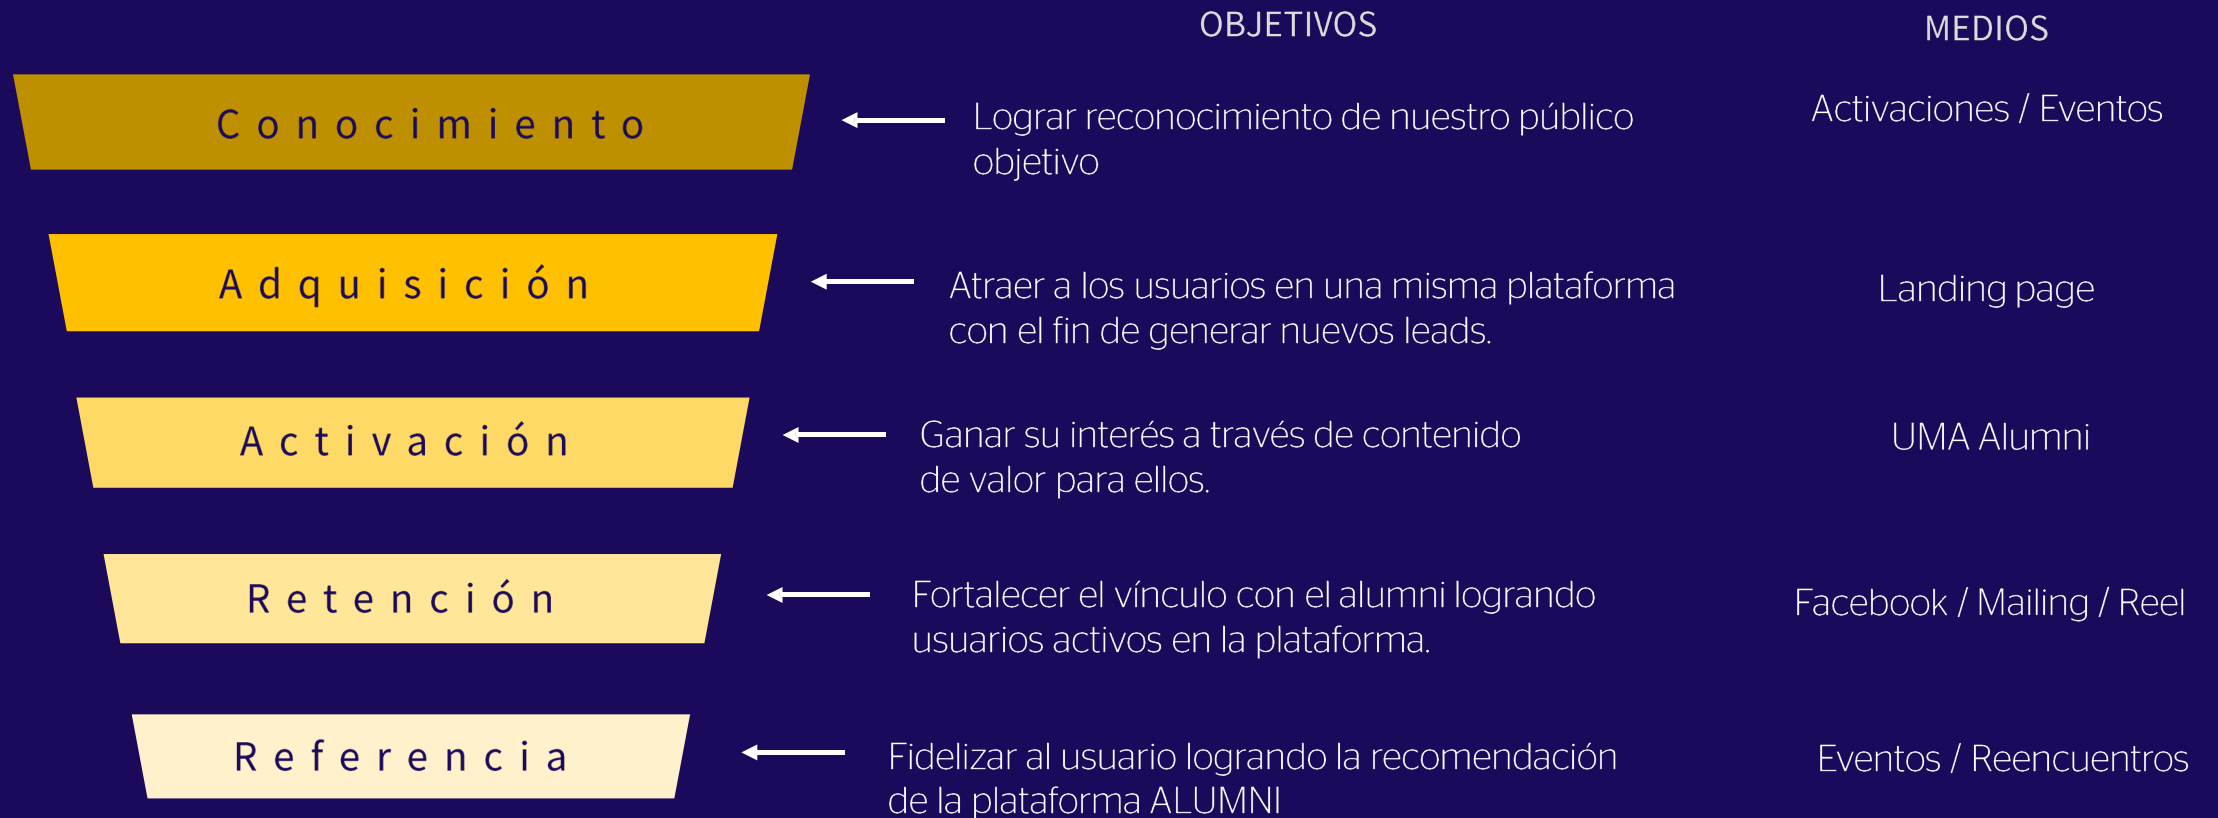 OBJETIVOS
MEDIOS
Conocimiento
Lograr reconocimiento de nuestro público
objetivo
Activaciones / Eventos
Adquisición
Atraer a los usuarios en una misma plataforma
con el fin de generar nuevos leads.
Landing page
Activación
Ganar su interés a través de contenido
de valor para ellos.
UMA Alumni
Retención
Fortalecer el vínculo con el alumni logrando
usuarios activos en la plataforma.
Facebook / Mailing / Reel
Referencia
Fidelizar al usuario logrando la recomendación
de la plataforma ALUMNI
Eventos / Reencuentros